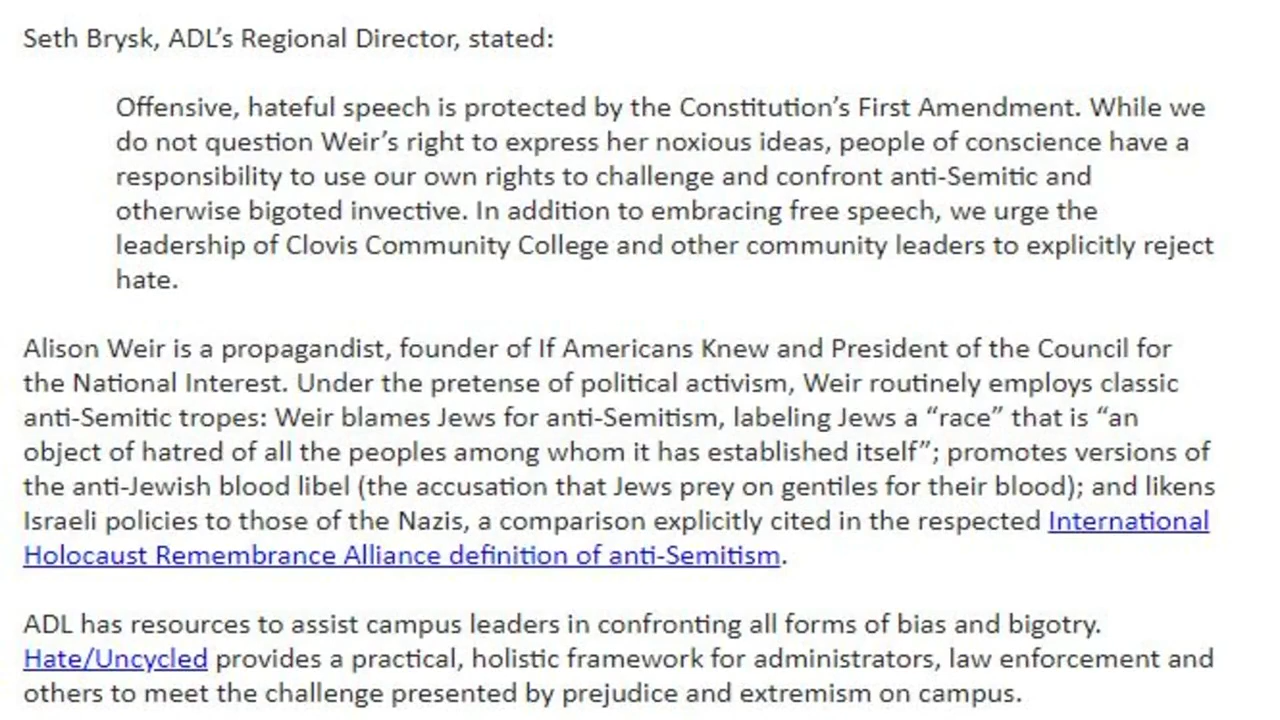 Seth Brysk, ADL’s Regional Director, stated:
Offensive, hateful speech is protected by the Constitution’s First Amendment. While we
do not question Weir’s right to express her noxious ideas, people of conscience have a
responsibility to use our own rights to challenge and confront anti-Semitic and
otherwise bigoted invective. In addition to embracing free speech, we urge the
leadership of Clovis Community College and other community leaders to explicitly reject
hate.
Alison Weir is a propagandist, founder of If Americans Knew and President of the Council for
the National Interest. Under the pretense of political activism, Weir routinely employs classic
anti-Semitic tropes: Weir blames Jews for anti-Semitism, labeling Jews a “race” that is “an
object of hatred of all the peoples among whom it has established itself”; promotes versions of
the anti-Jewish blood libel (the accusation that Jews prey on gentiles for their blood); and likens
Israeli policies to those of the Nazis, a comparison explicitly cited in the respected International
Holocaust Remembrance Alliance definition of anti-Semitism.
ADL has resources to assist campus leaders in confronting all forms of bias and bigotry.
Hate/Uncycled provides a practical, holistic framework for administrators, law enforcement and
others to meet the challenge presented by prejudice and extremism on campus.